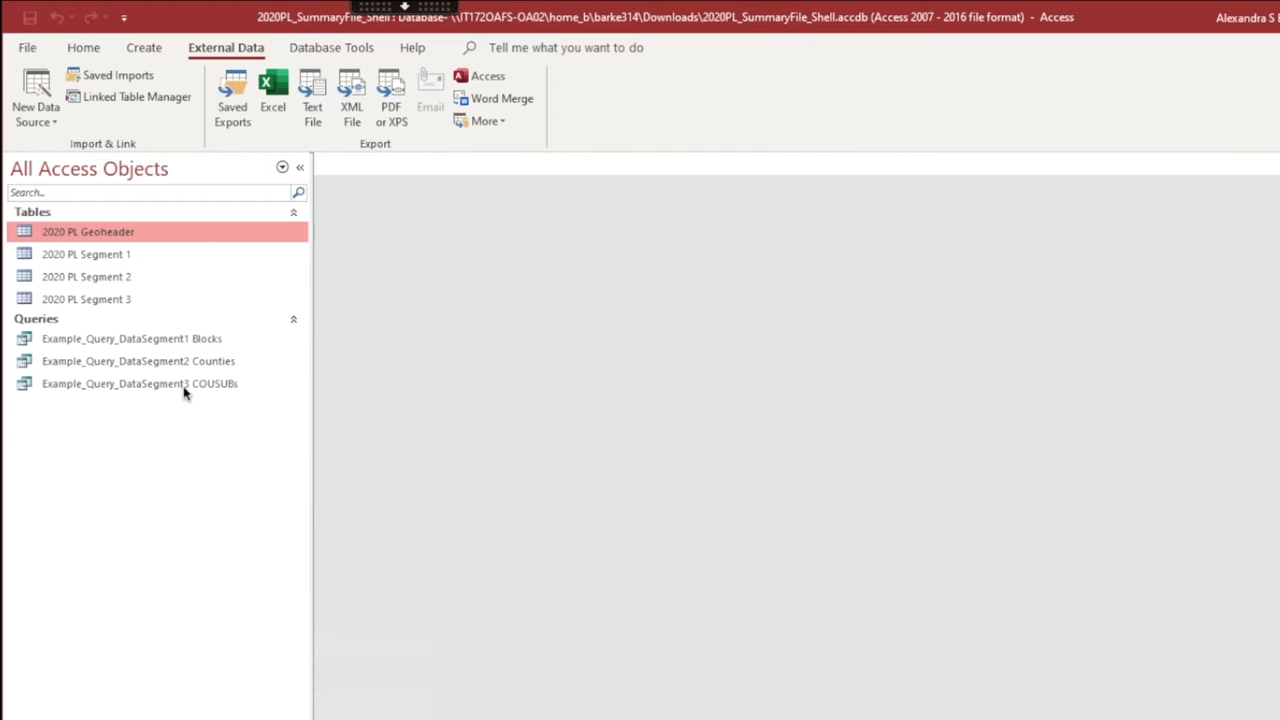 2020PL_SummaryFile_Shell : Database- \\IT172OAFS-OA02\home_b\barke314\Downloads\2020PL_SummaryFile_Shell.accdb (Access 2007 - 2016 file format) - Access
Alexandra S
File Home Create External Data Database Tools Help Tell me what you want to do
New Data Source
Saved Imports
Linked Table Manager
Saved Exports
Excel
Text File
XML File
PDF or XPS
Email
Access
Word Merge
More
Import & Link
Export
All Access Objects
Search...
Tables
2020 PL Geoheader
2020 PL Segment 1
2020 PL Segment 2
2020 PL Segment 3
Queries
Example_Query_DataSegment1 Blocks
Example_Query_DataSegment2 Counties
Example_Query_DataSegment3 COUSUBs